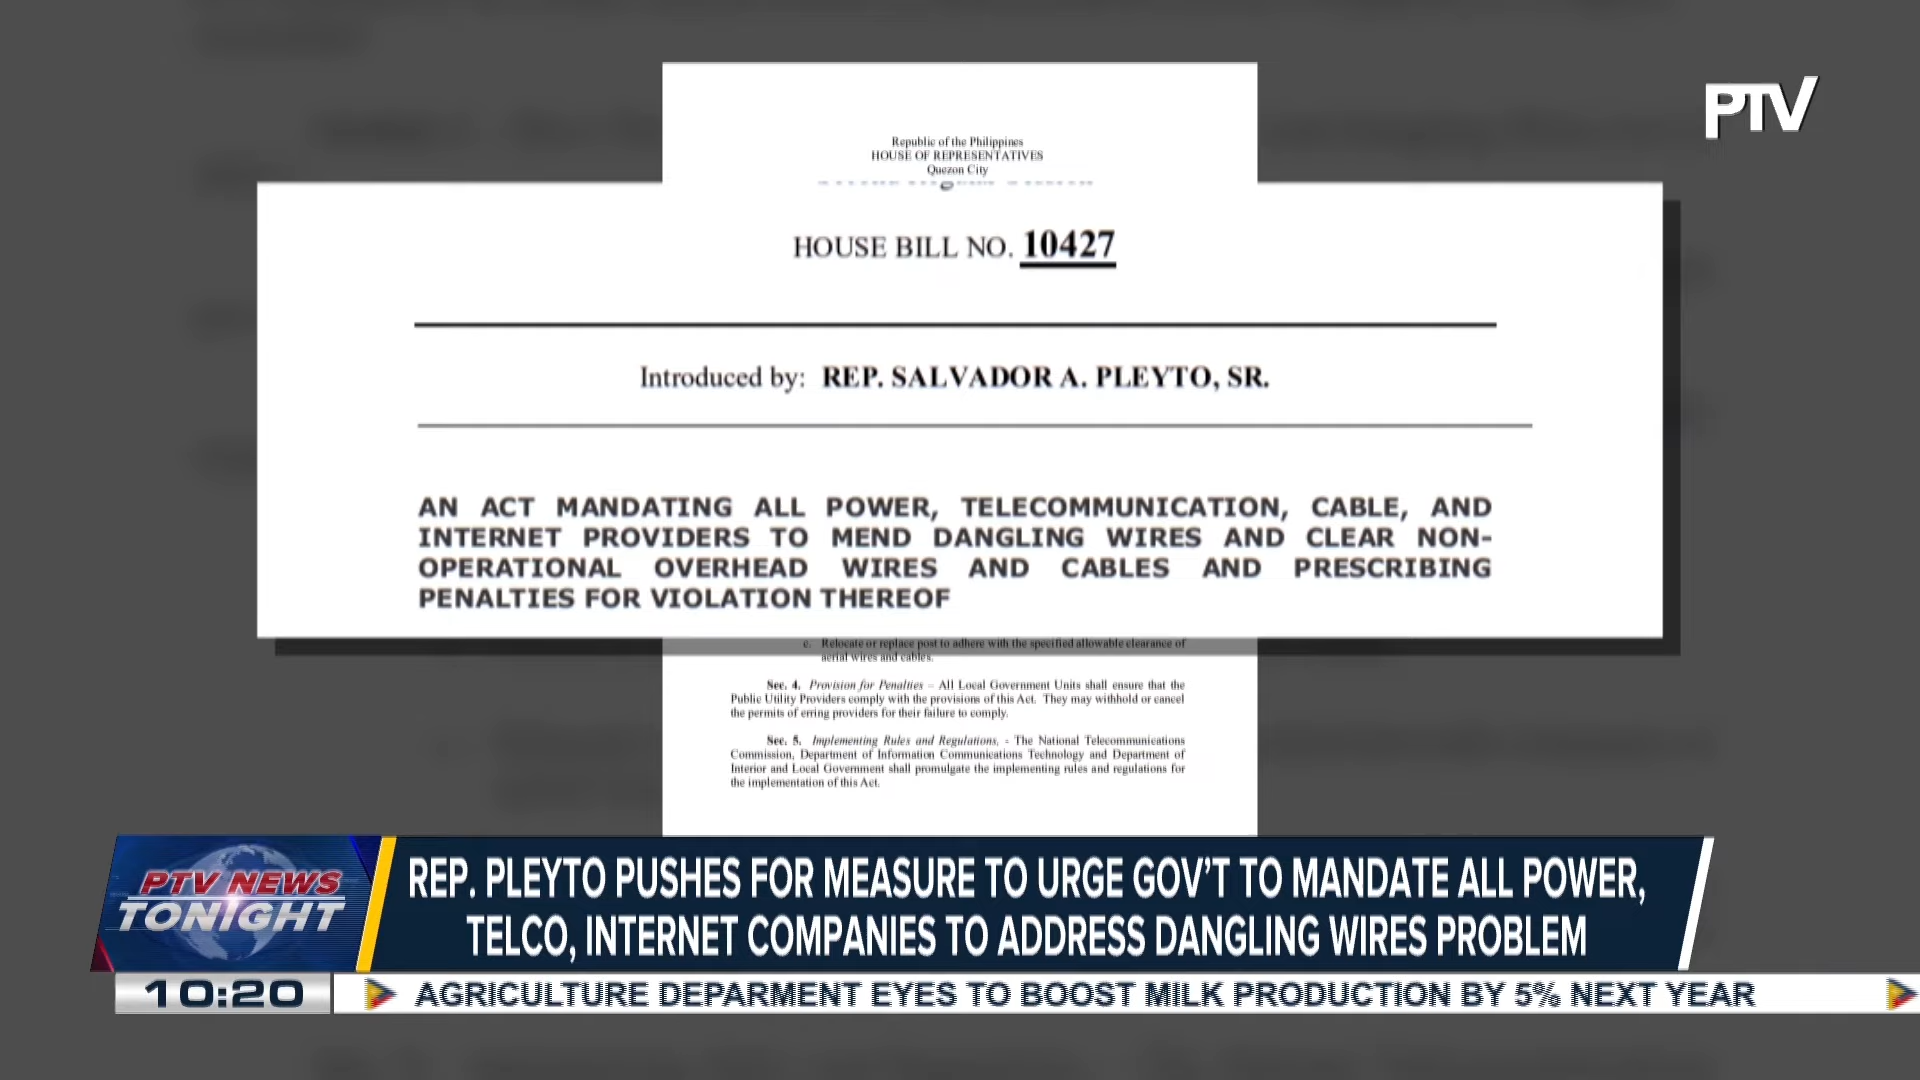 PTV
Republic of the Philippines
HOUSE OF REPRESENTATIVES
Quezon City
HOUSE BILL NO. 10427
Introduced by: REP. SALVADOR A. PLEYTO, SR.
AN ACT MANDATING ALL POWER, TELECOMMUNICATION, CABLE, AND
INTERNET PROVIDERS TO MEND DANGLING WIRES AND CLEAR NON-
OPERATIONAL OVERHEAD WIRES AND CABLES AND PRESCRIBING
PENALTIES FOR VIOLATION THEREOF
c. Relocate or replace post to adhere with the specified allowable clearance of
aerial wires and cables.
Sec. 4. Provision for Penalties – All Local Government Units shall ensure that the
Public Utility Providers comply with the provisions of this Act. They may withhold or cancel
the permits of erring providers for their failure to comply.
Sec. 5. Implementing Rules and Regulations. - The National Telecommunications
Commission, Department of Information Communications Technology and Department of
Interior and Local Government shall promulgate the implementing rules and regulations for
the implementation of this Act.
PTV NEWS
TONIGHT
REP. PLEYTO PUSHES FOR MEASURE TO URGE GOV'T TO MANDATE ALL POWER,
TELCO, INTERNET COMPANIES TO ADDRESS DANGLING WIRES PROBLEM
10:20
AGRICULTURE DEPARMENT EYES TO BOOST MILK PRODUCTION BY 5% NEXT YEAR